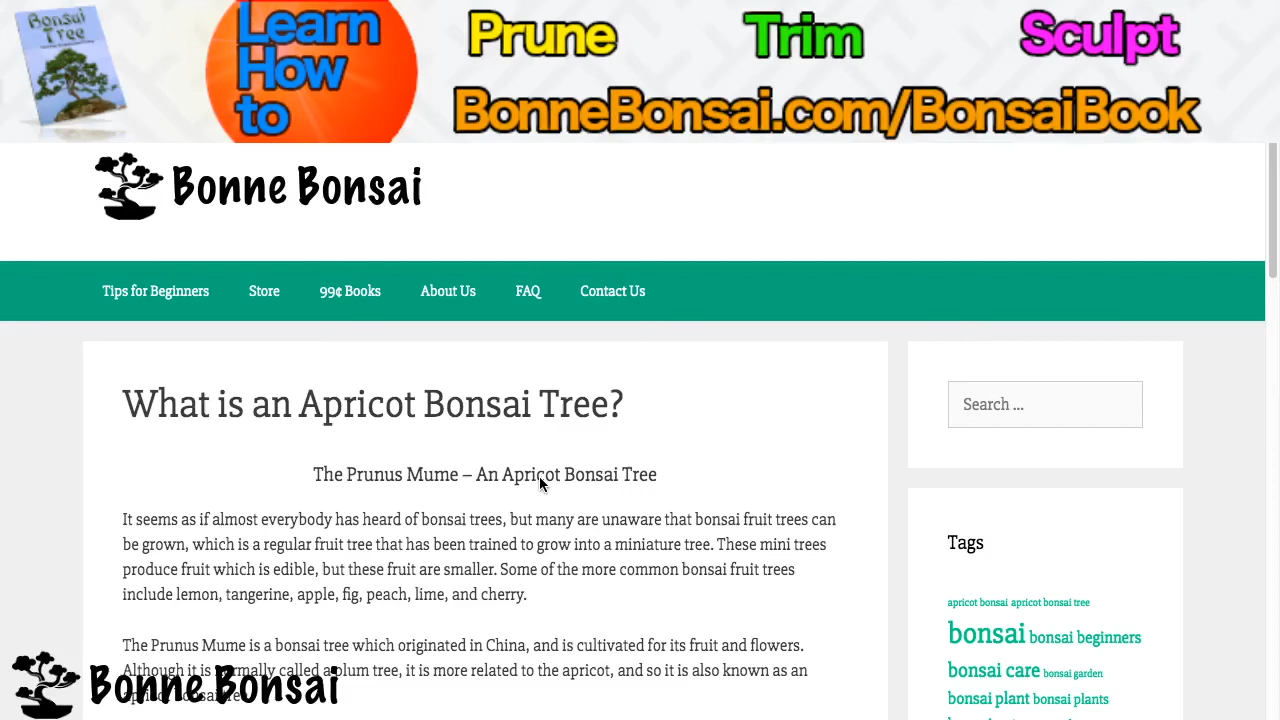 Bonsai Tree
Learn How to
Prune Trim Sculpt
BonneBonsai.com/BonsaiBook
Bonne Bonsai
Tips for Beginners Store 99¢ Books About Us FAQ Contact Us
What is an Apricot Bonsai Tree?
The Prunus Mume – An Apricot Bonsai Tree
It seems as if almost everybody has heard of bonsai trees, but many are unaware that bonsai fruit trees can
be grown, which is a regular fruit tree that has been trained to grow into a miniature tree. These mini trees
produce fruit which is edible, but these fruit are smaller. Some of the more common bonsai fruit trees
include lemon, tangerine, apple, fig, peach, lime, and cherry.
The Prunus Mume is a bonsai tree which originated in China, and is cultivated for its fruit and flowers.
Although it is normally called a plum tree, it is more related to the apricot, and so it is also known as an
Bonne Bonsai
Search ...
Tags
apricot bonsai apricot bonsai tree
bonsai bonsai beginners
bonsai care bonsai garden
bonsai plant bonsai plants